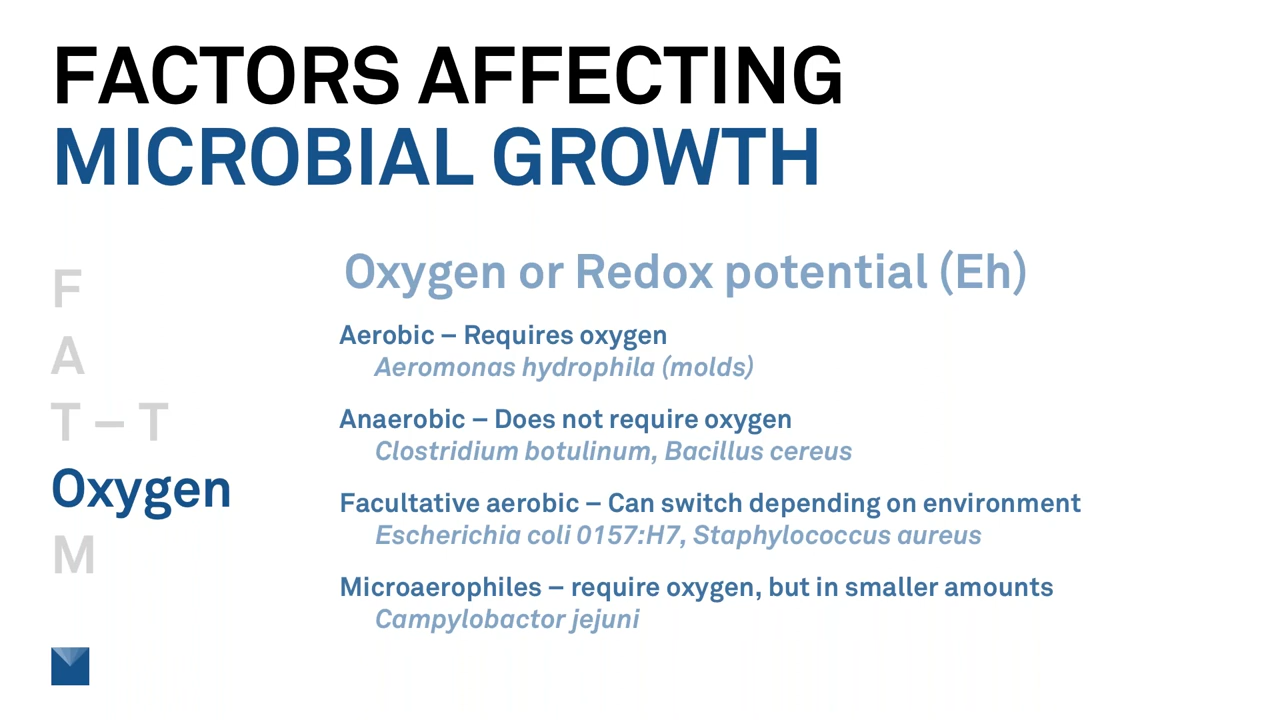 FACTORS AFFECTING
MICROBIAL GROWTH
F
A
T – T
Oxygen
M
Oxygen or Redox potential (Eh)
Aerobic – Requires oxygen
Aeromonas hydrophila (molds)
Anaerobic – Does not require oxygen
Clostridium botulinum, Bacillus cereus
Facultative aerobic – Can switch depending on environment
Escherichia coli 0157:H7, Staphylococcus aureus
Microaerophiles – require oxygen, but in smaller amounts
Campylobactor jejuni